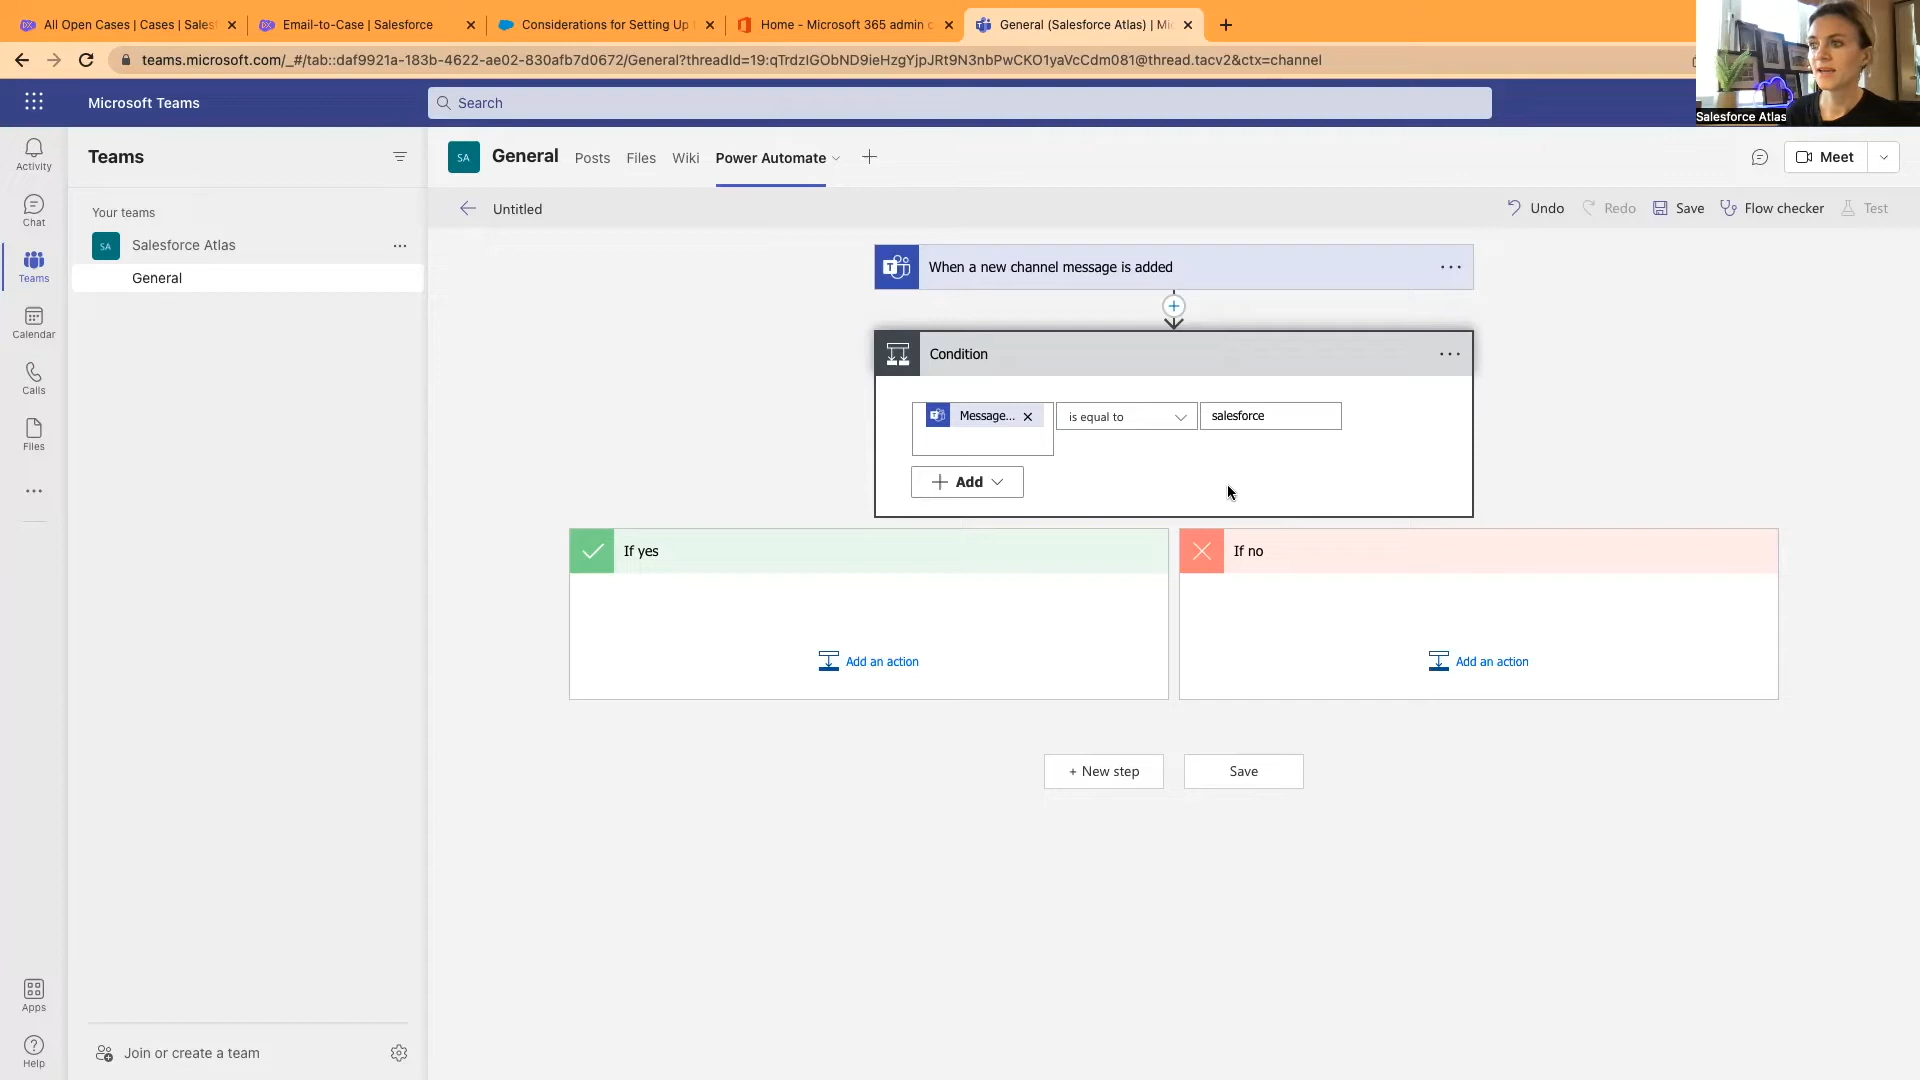 All Open Cases | Cases | Sales
Email-to-Case | Salesforce
Considerations for Setting Up
Home - Microsoft 365 admin c
General (Salesforce Atlas) | Mi
teams.microsoft.com/_#/tab::daf9921a-183b-4622-ae02-830afb7d0672/General?threadId=19:qTrdzIGObND9ieHzgYjpJRt9N3nbPwCKO1yaVcCdm081@thread.tacv2&ctx=channel
Salesforce Atlas
Microsoft Teams
Search
Activity
Chat
Teams
Calendar
Calls
Files
Apps
Help
Teams
Your teams
SA
Salesforce Atlas
General
Join or create a team
SA
General
Posts
Files
Wiki
Power Automate
Meet
Untitled
Undo
Redo
Save
Flow checker
Test
When a new channel message is added
Condition
Message...
is equal to
salesforce
Add
If yes
If no
Add an action
Add an action
+ New step
Save